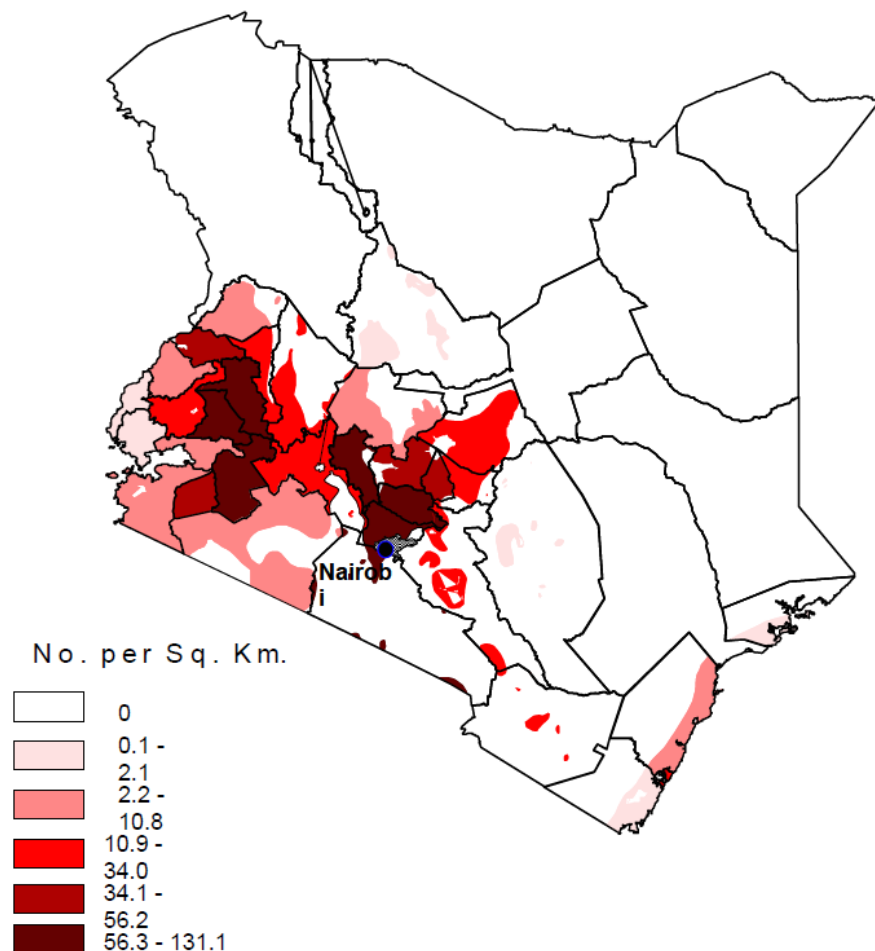 Nairob
i
No. per Sq. Km.
0
0.1 -
2.1
2.2 -
10.8
10.9 -
34.0
34.1 -
56.2
56.3 - 131.1